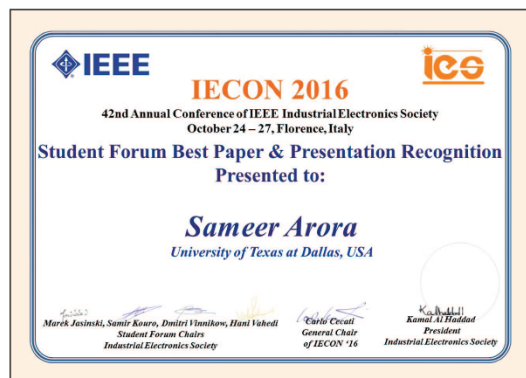 IEEE
ies
IECON 2016
42nd Annual Conference of IEEE Industrial Electronics Society
October 24 – 27, Florence, Italy
Student Forum Best Paper & Presentation Recognition
Presented to:
Sameer Arora
University of Texas at Dallas, USA
Marek Jasinski, Samir Kouro, Dmitri Vinnikow, Hani Vahedi
Student Forum Chairs
Industrial Electronics Society
Carlo Cecati
General Chair
of IECON '16
Kamal Al Haddad
President
Industrial Electronics Society